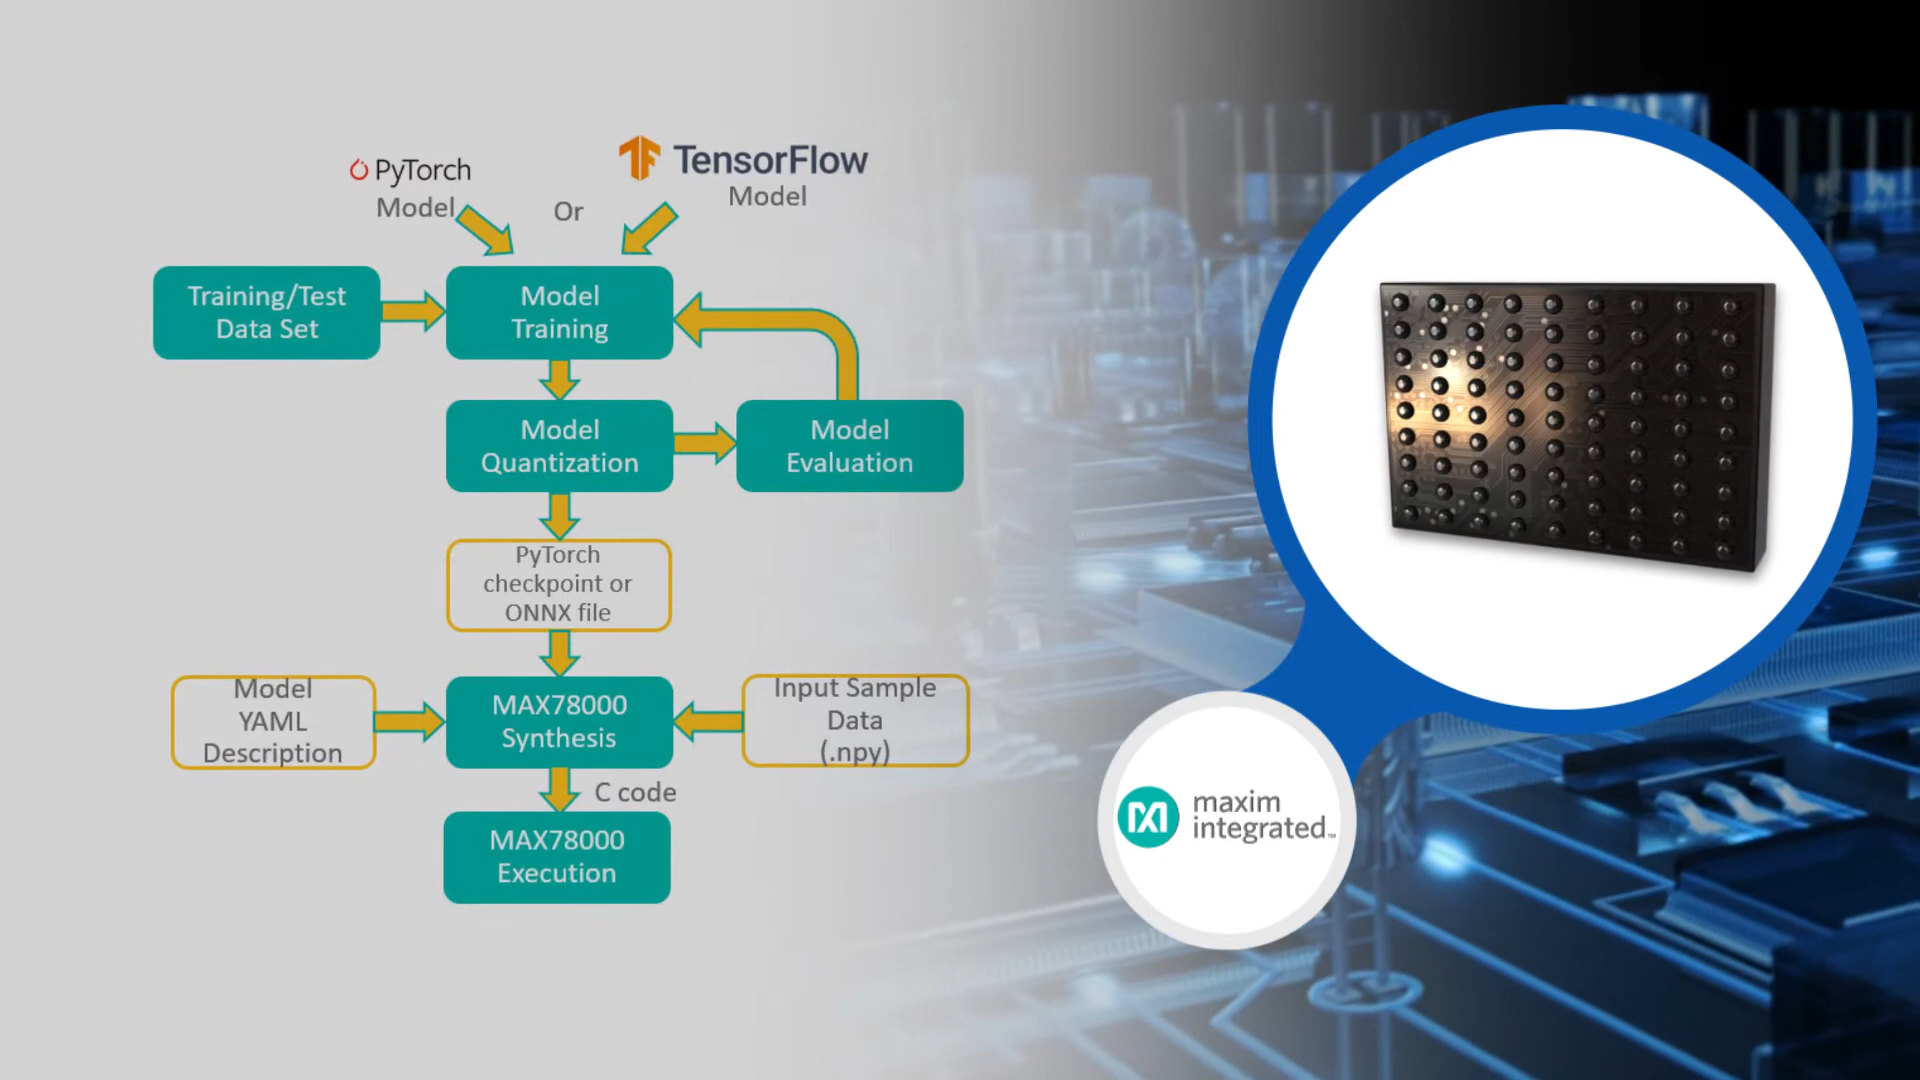 PyTorch
Model
Or
TensorFlow
Model
Training/Test
Data Set
Model
Training
Model
Quantization
Model
Evaluation
PyTorch
checkpoint or
ONNX file
Model
YAML
Description
MAX78000
Synthesis
Input Sample
Data
(.npy)
C code
MAX78000
Execution
maxim
integrated™